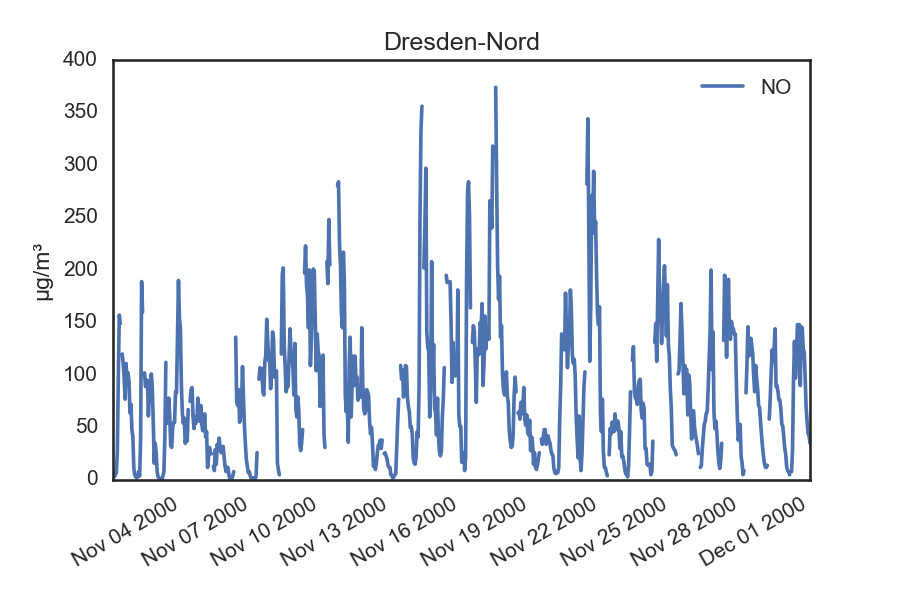 Dresden-Nord
400
350
300
250
200
150
100
50
0
µg/m³
NO
Nov 04 2000
Nov 07 2000
Nov 10 2000
Nov 13 2000
Nov 16 2000
Nov 19 2000
Nov 22 2000
Nov 25 2000
Nov 28 2000
Dec 01 2000